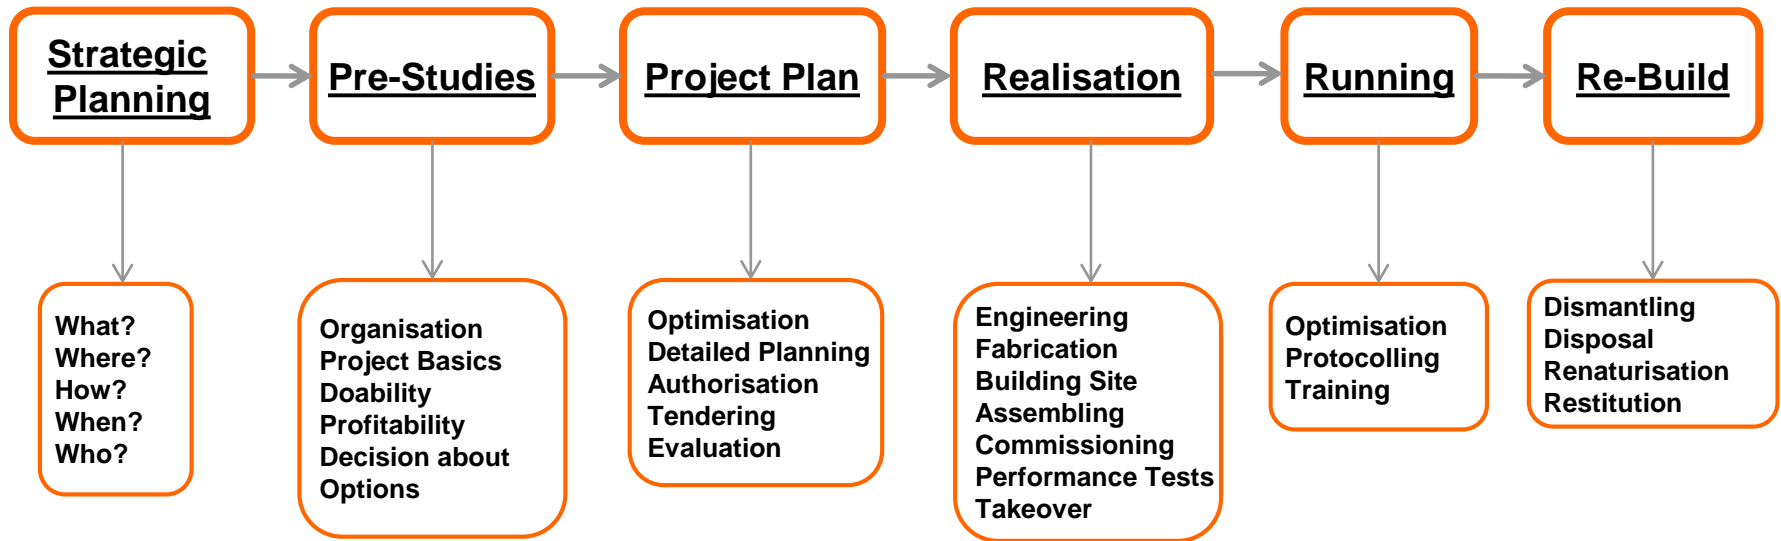 Strategic
Planning
Pre-Studies
Project Plan
Realisation
Running
Re-Build
What?
Where?
How?
When?
Who?
Organisation
Project Basics
Doability
Profitability
Decision about
Options
Optimisation
Detailed Planning
Authorisation
Tendering
Evaluation
Engineering
Fabrication
Building Site
Assembling
Commissioning
Performance Tests
Takeover
Optimisation
Protocolling
Training
Dismantling
Disposal
Renaturisation
Restitution